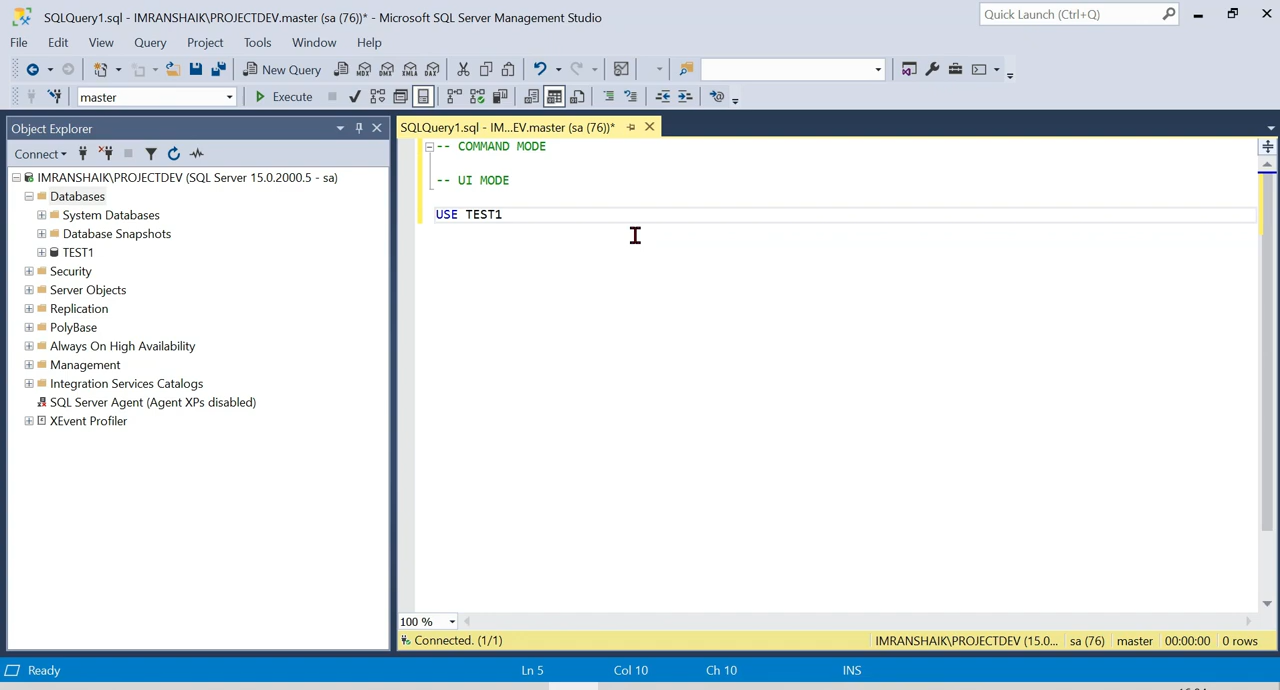 SQLQuery1.sql - IMRANSHAIK\PROJECTDEV.master (sa (76))* - Microsoft SQL Server Management Studio
Quick Launch (Ctrl+Q)
File Edit View Query Project Tools Window Help
New Query MDX DMX XMLA DAX
master Execute
Object Explorer
SQLQuery1.sql - IM...EV.master (sa (76))*
Connect
IMRANSHAIK\PROJECTDEV (SQL Server 15.0.2000.5 - sa)
Databases
System Databases
Database Snapshots
TEST1
Security
Server Objects
Replication
PolyBase
Always On High Availability
Management
Integration Services Catalogs
SQL Server Agent (Agent XPs disabled)
XEvent Profiler
-- COMMAND MODE
-- UI MODE
USE TEST1
100 %
Connected. (1/1)
IMRANSHAIK\PROJECTDEV (15.0... sa (76) master 00:00:00 0 rows
Ready Ln 5 Col 10 Ch 10 INS